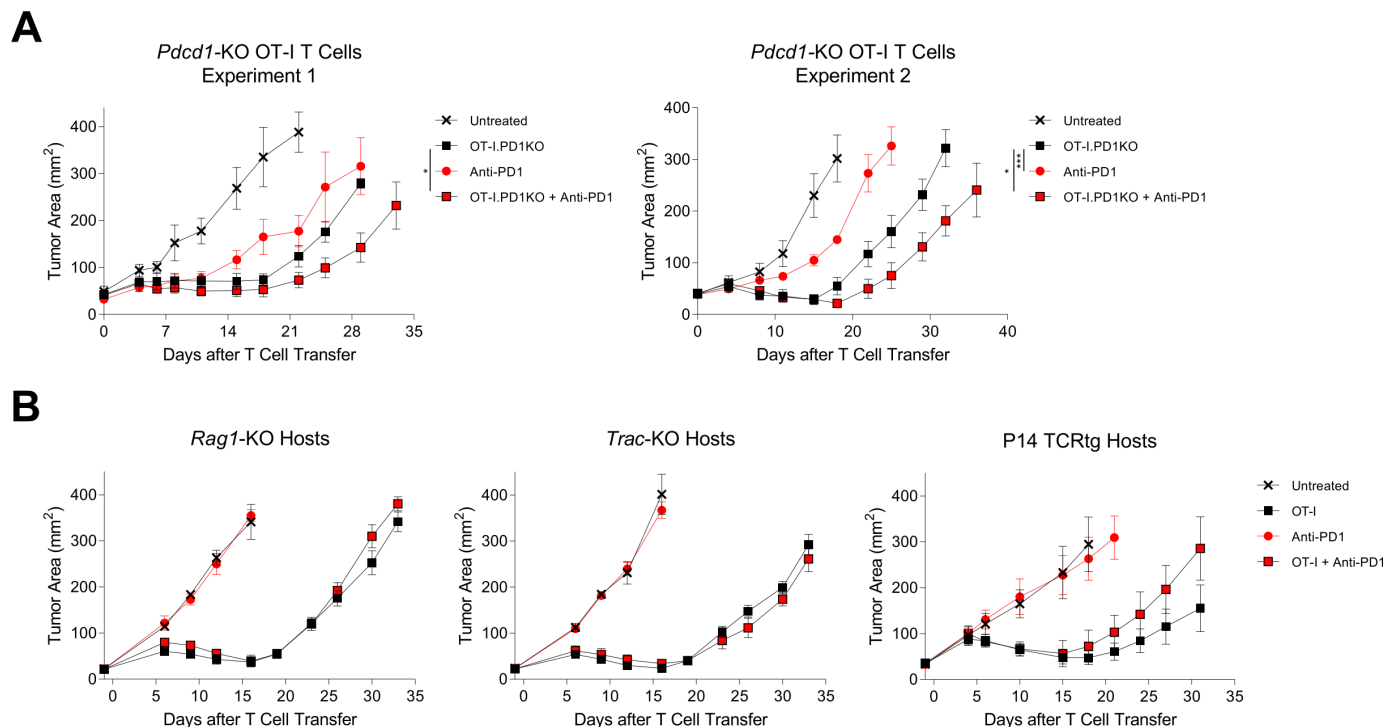 A
Pdcd1-KO OT-I T Cells
Experiment 1
Tumor Area (mm²)
400
300
200
100
0
0 7 14 21 28 35
Days after T Cell Transfer
Untreated
OT-I.PD1KO
Anti-PD1
OT-I.PD1KO + Anti-PD1
*
Pdcd1-KO OT-I T Cells
Experiment 2
Tumor Area (mm²)
400
300
200
100
0
0 10 20 30 40
Days after T Cell Transfer
Untreated
OT-I.PD1KO
Anti-PD1
OT-I.PD1KO + Anti-PD1
*
***
B
Rag1-KO Hosts
Tumor Area (mm²)
400
300
200
100
0
0 5 10 15 20 25 30 35
Days after T Cell Transfer
Trac-KO Hosts
Tumor Area (mm²)
400
300
200
100
0
0 5 10 15 20 25 30 35
Days after T Cell Transfer
P14 TCRtg Hosts
Tumor Area (mm²)
400
300
200
100
0
0 5 10 15 20 25 30 35
Days after T Cell Transfer
Untreated
OT-I
Anti-PD1
OT-I + Anti-PD1